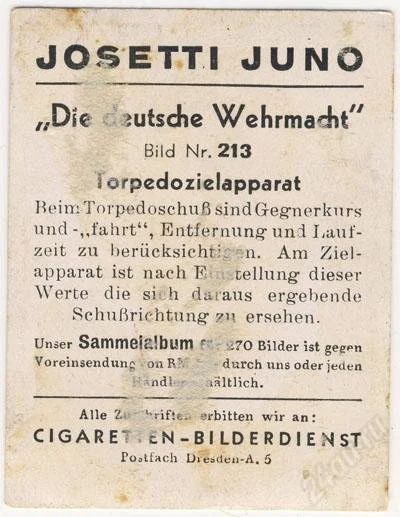 JOSETTI JUNO
„Die deutsche Wehrmacht“
Bild Nr. 213
Torpedozielapparat
Beim Torpedoschuß sind Gegnerkurs
und -„fahrt“, Entfernung und Lauf-
zeit zu berücksichtigen. Am Ziel-
apparat ist nach Einstellung dieser
Werte die sich daraus ergebende
Schußrichtung zu ersehen.
Unser Sammelalbum für 270 Bilder ist gegen
Voreinsendung von RM durch uns oder jeden
Händler erhältlich.
Alle Zuschriften erbitten wir an:
CIGARETTEN-BILDERDIENST
Postfach Dresden-A. 5